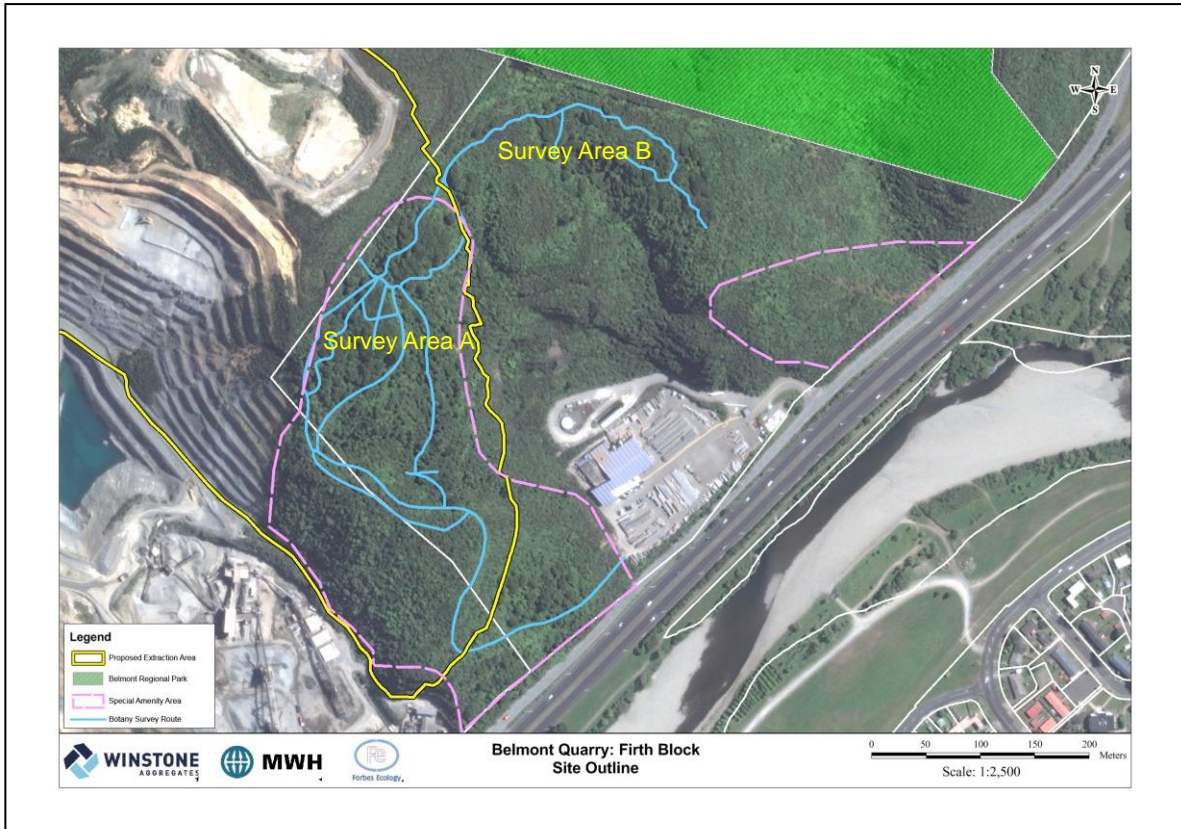 N
W E
S
Survey Area B
Survey Area A
Legend
Proposed Extraction Area
Belmont Regional Park
Special Amenity Area
Botany Survey Route
WINSTONE
AGGREGATES
MWH
Fe
Forbes Ecology
Belmont Quarry: Firth Block
Site Outline
0 50 100 150 200
Meters
Scale: 1:2,500